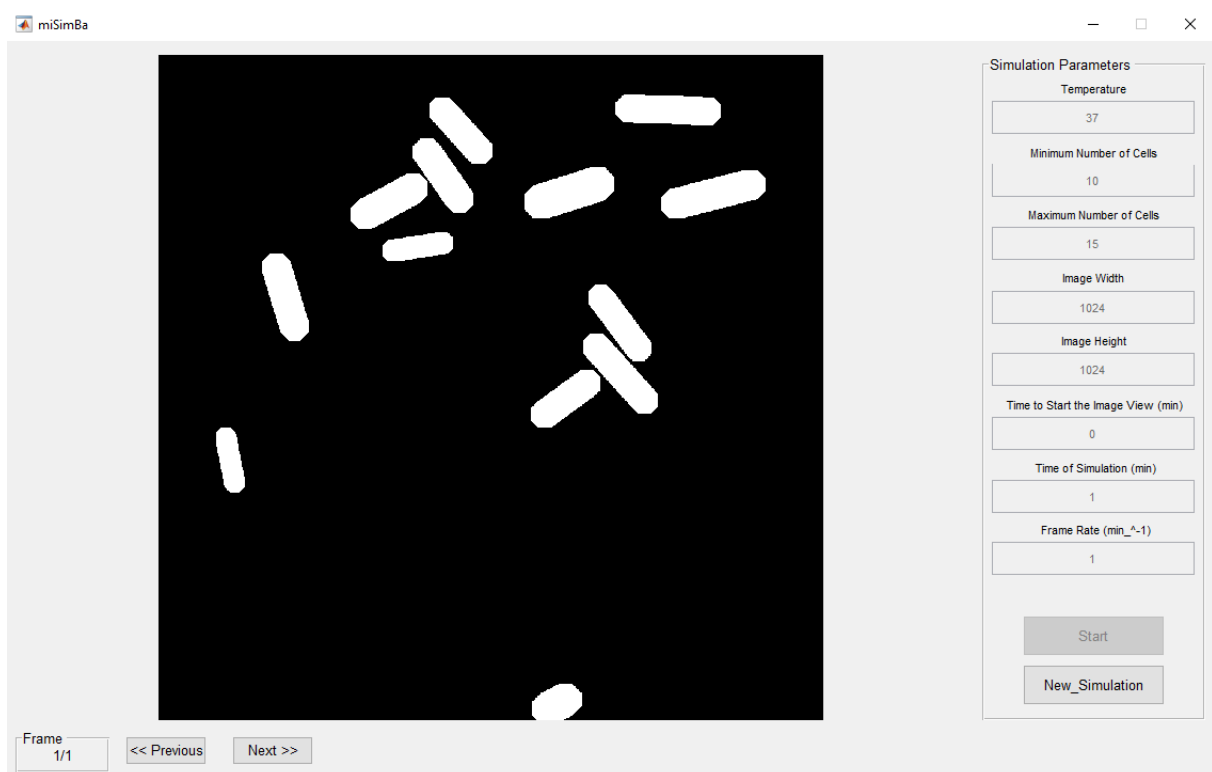 miSimBa
Simulation Parameters
Temperature
37
Minimum Number of Cells
10
Maximum Number of Cells
15
Image Width
1024
Image Height
1024
Time to Start the Image View (min)
0
Time of Simulation (min)
1
Frame Rate (min_^-1)
1
Start
New_Simulation
Frame
1/1
<< Previous
Next >>